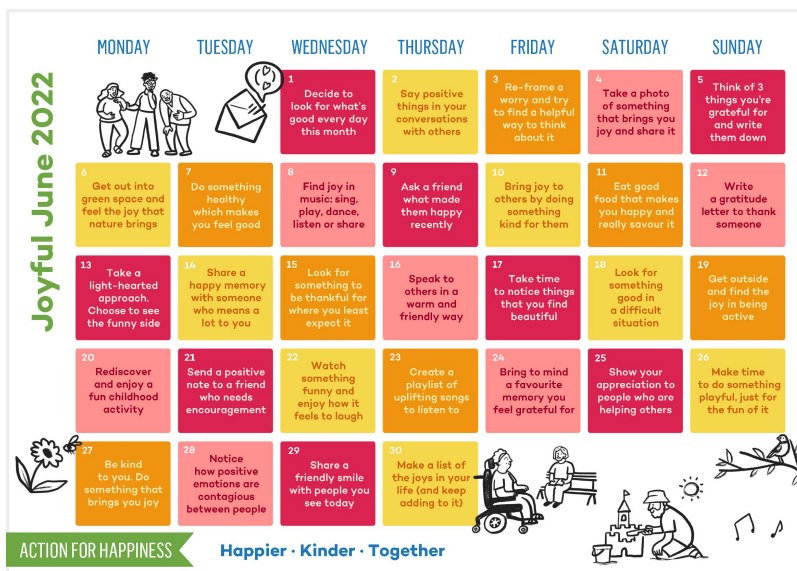 Joyful June 2022
MONDAY
TUESDAY
WEDNESDAY
THURSDAY
FRIDAY
SATURDAY
SUNDAY
1
Decide to
look for what's
good every day
this month
2
Say positive
things in your
conversations
with others
3
Re-frame a
worry and try
to find a helpful
way to think
about it
4
Take a photo
of something
that brings you
joy and share it
5
Think of 3
things you're
grateful for
and write
them down
6
Get out into
green space and
feel the joy that
nature brings
7
Do something
healthy
which makes
you feel good
8
Find joy in
music: sing,
play, dance,
listen or share
9
Ask a friend
what made
them happy
recently
10
Bring joy to
others by doing
something
kind for them
11
Eat good
food that makes
you happy and
really savour it
12
Write
a gratitude
letter to thank
someone
13
Take a
light-hearted
approach.
Choose to see
the funny side
14
Share a
happy memory
with someone
who means a
lot to you
15
Look for
something to
be thankful for
where you least
expect it
16
Speak to
others in a
warm and
friendly way
17
Take time
to notice things
that you find
beautiful
18
Look for
something
good in
a difficult
situation
19
Get outside
and find the
joy in being
active
20
Rediscover
and enjoy a
fun childhood
activity
21
Send a positive
note to a friend
who needs
encouragement
22
Watch
something
funny and
enjoy how it
feels to laugh
23
Create a
playlist of
uplifting songs
to listen to
24
Bring to mind
a favourite
memory you
feel grateful for
25
Show your
appreciation to
people who are
helping others
26
Make time
to do something
playful, just for
the fun of it
27
Be kind
to you. Do
something that
brings you joy
28
Notice
how positive
emotions are
contagious
between people
29
Share a
friendly smile
with people you
see today
30
Make a list of
the joys in your
life (and keep
adding to it)
ACTION FOR HAPPINESS
Happier · Kinder · Together